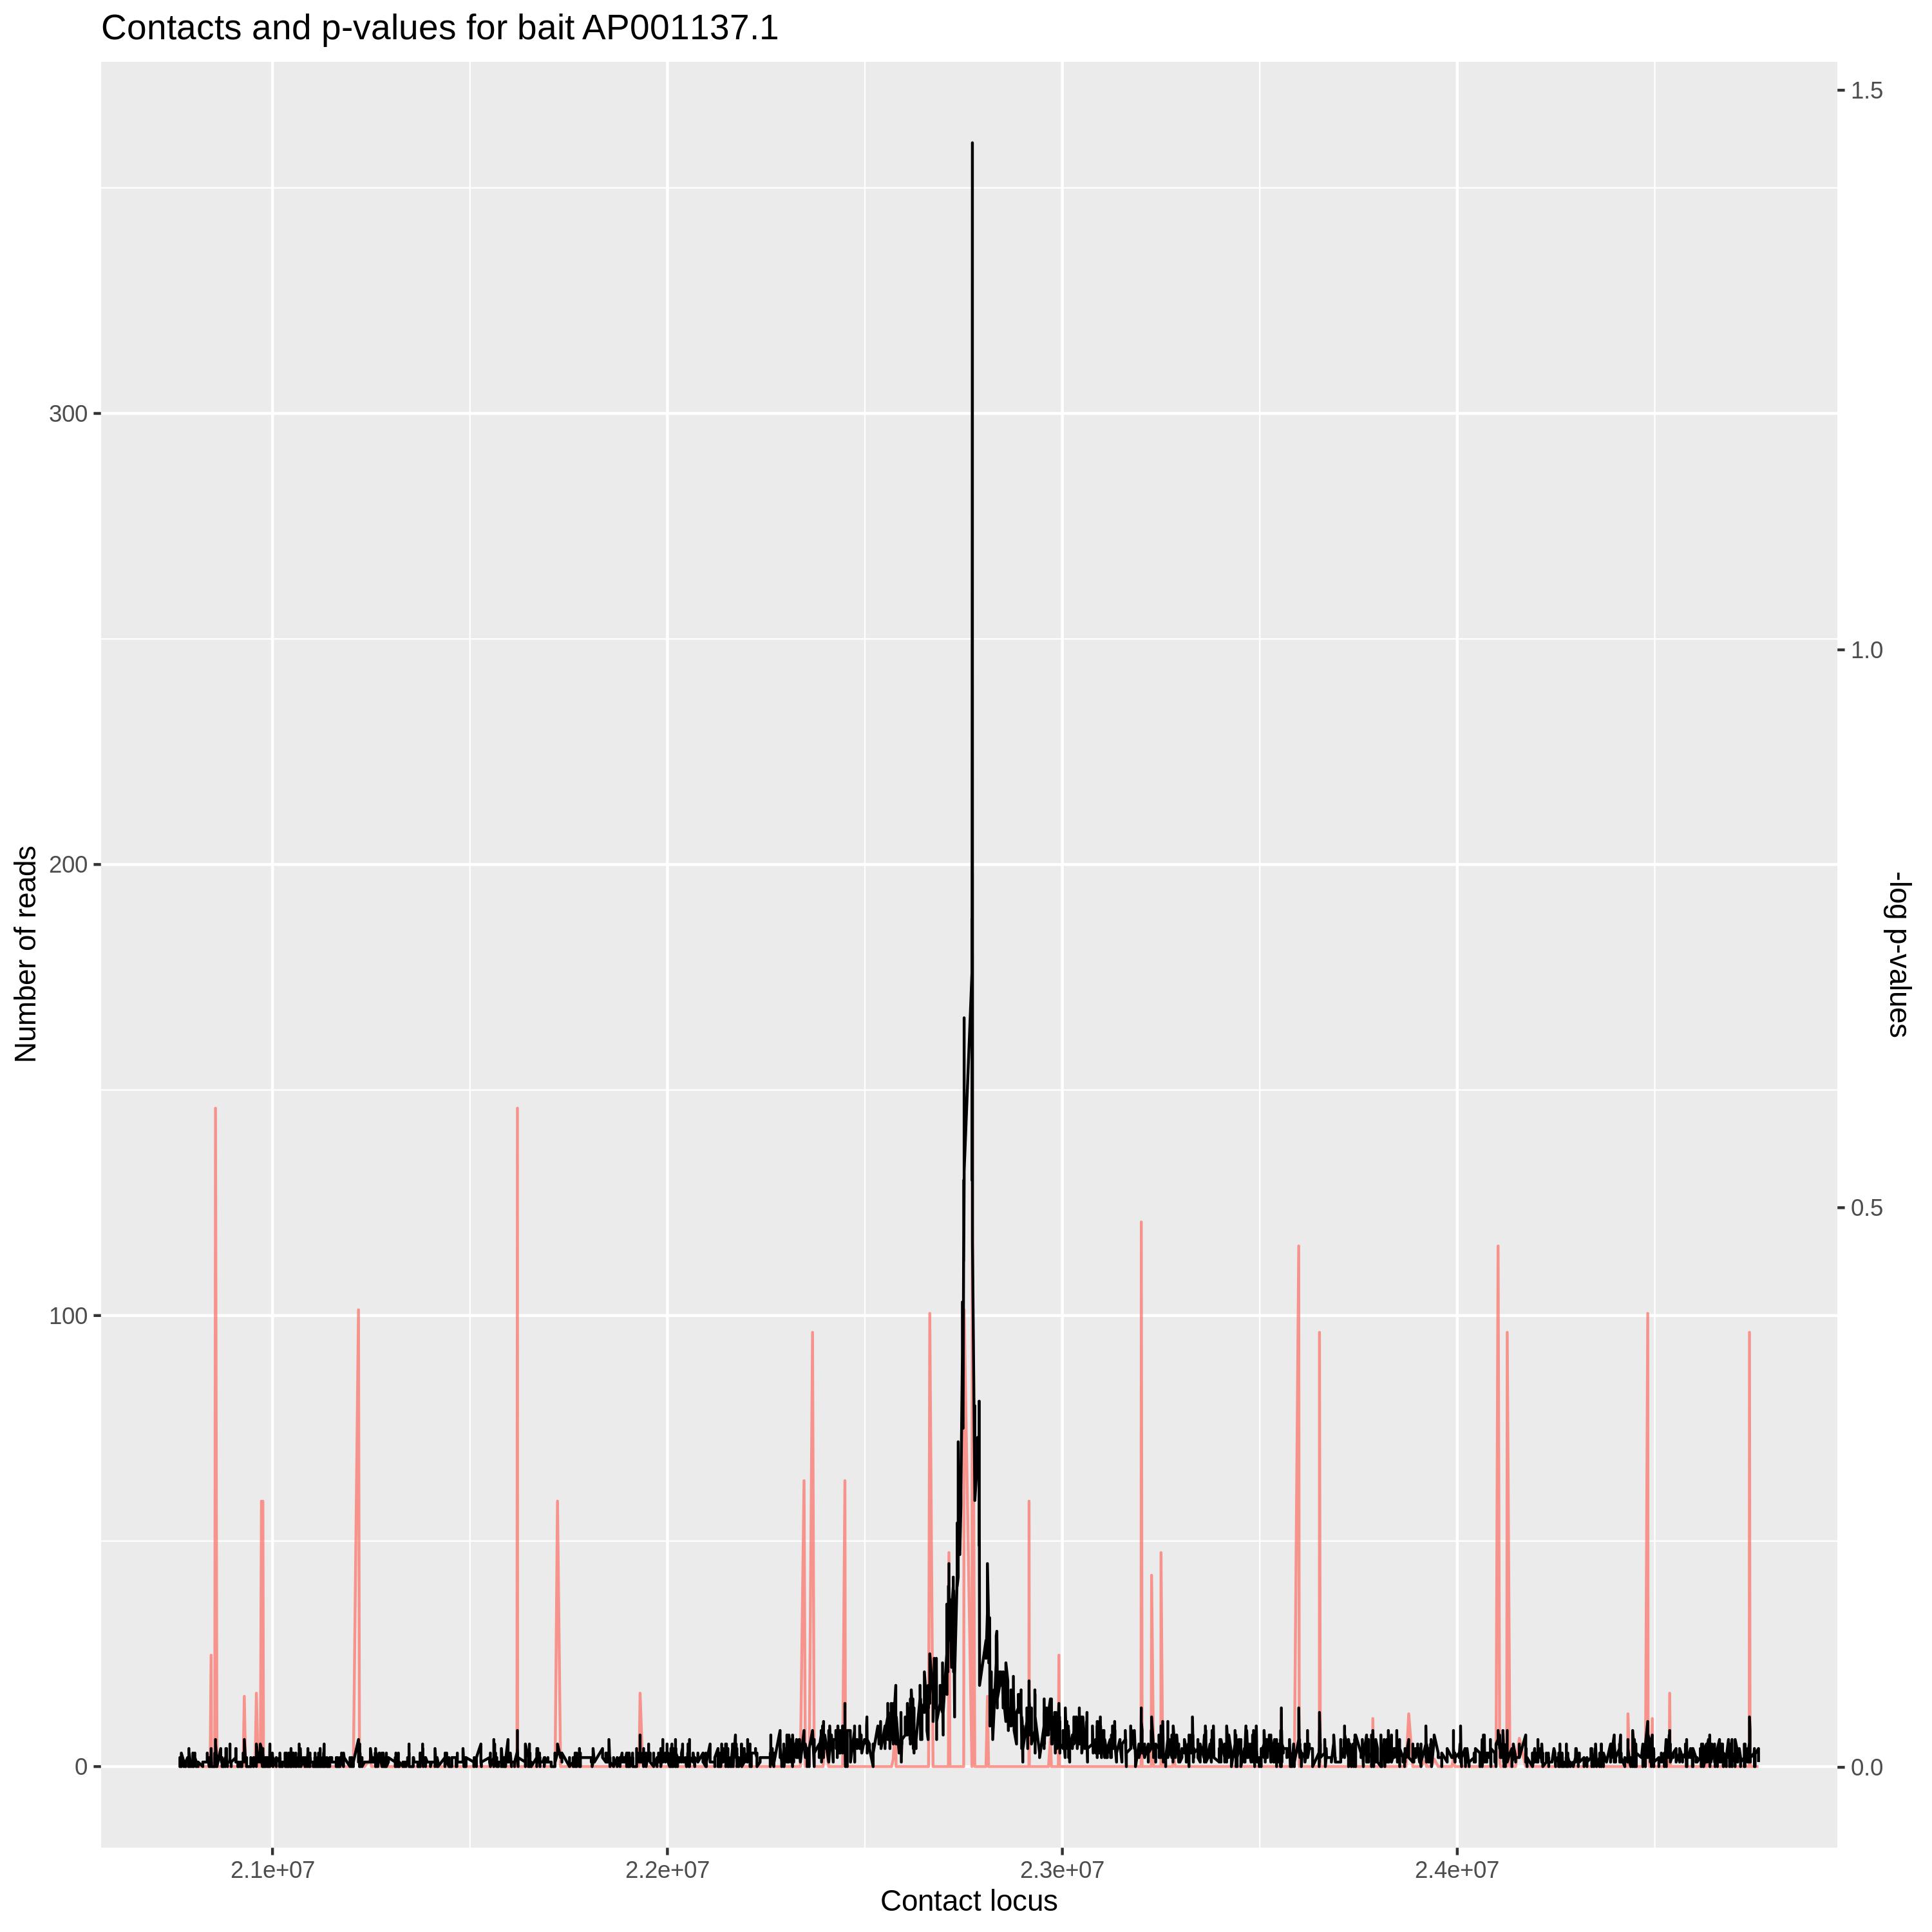 Contacts and p-values for bait AP001137.1
Number of reads
300
200
100
0
1.5
1.0
0.5
0.0
-log p-values
2.1e+07
2.2e+07
2.3e+07
2.4e+07
Contact locus